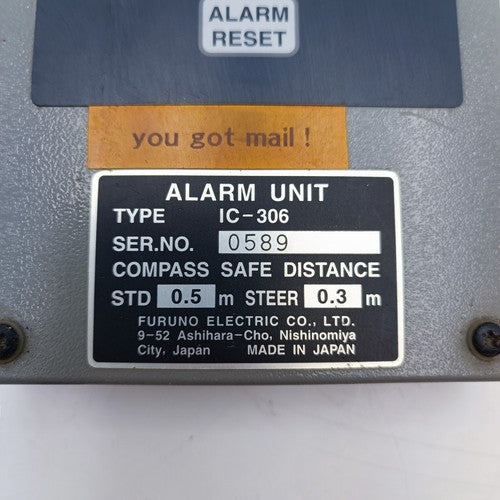 ALARM
RESET
you got mail!
ALARM UNIT
TYPE IC-306
SER.NO. 0589
COMPASS SAFE DISTANCE
STD 0.5 m STEER 0.3 m
FURUNO ELECTRIC CO., LTD.
9-52 Ashihara-Cho, Nishinomiya
City, Japan MADE IN JAPAN